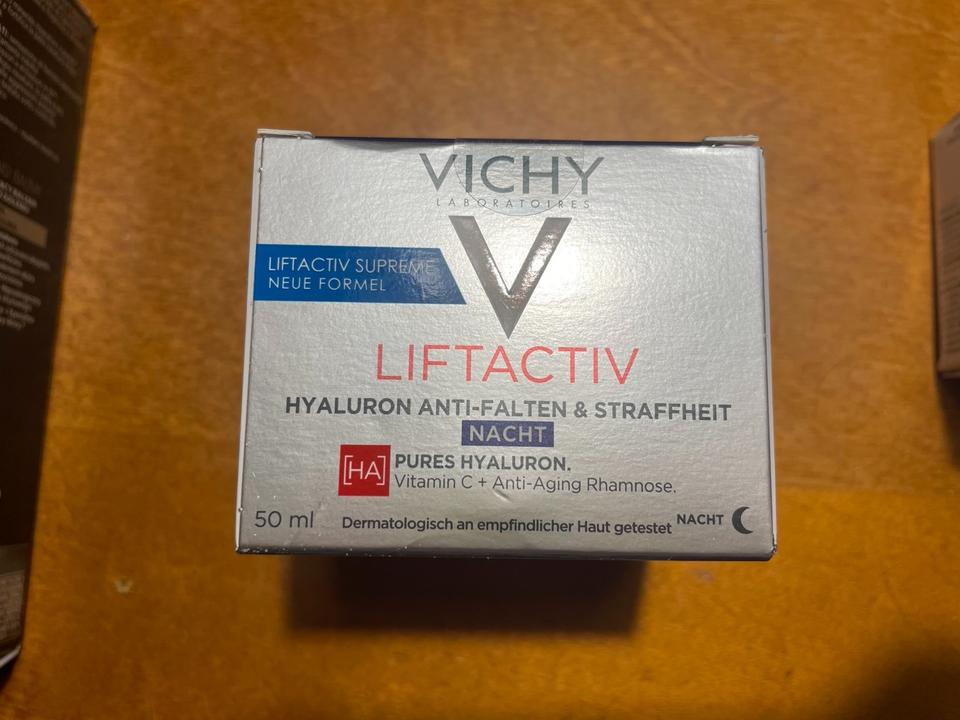 VICHY
LABORATOIRES
V
LIFTACTIV SUPREME
NEUE FORMEL
LIFTACTIV
HYALURON ANTI-FALTEN & STRAFFHEIT
NACHT
[HA]
PURES HYALURON.
Vitamin C + Anti-Aging Rhamnose.
50 ml
Dermatologisch an empfindlicher Haut getestet
NACHT